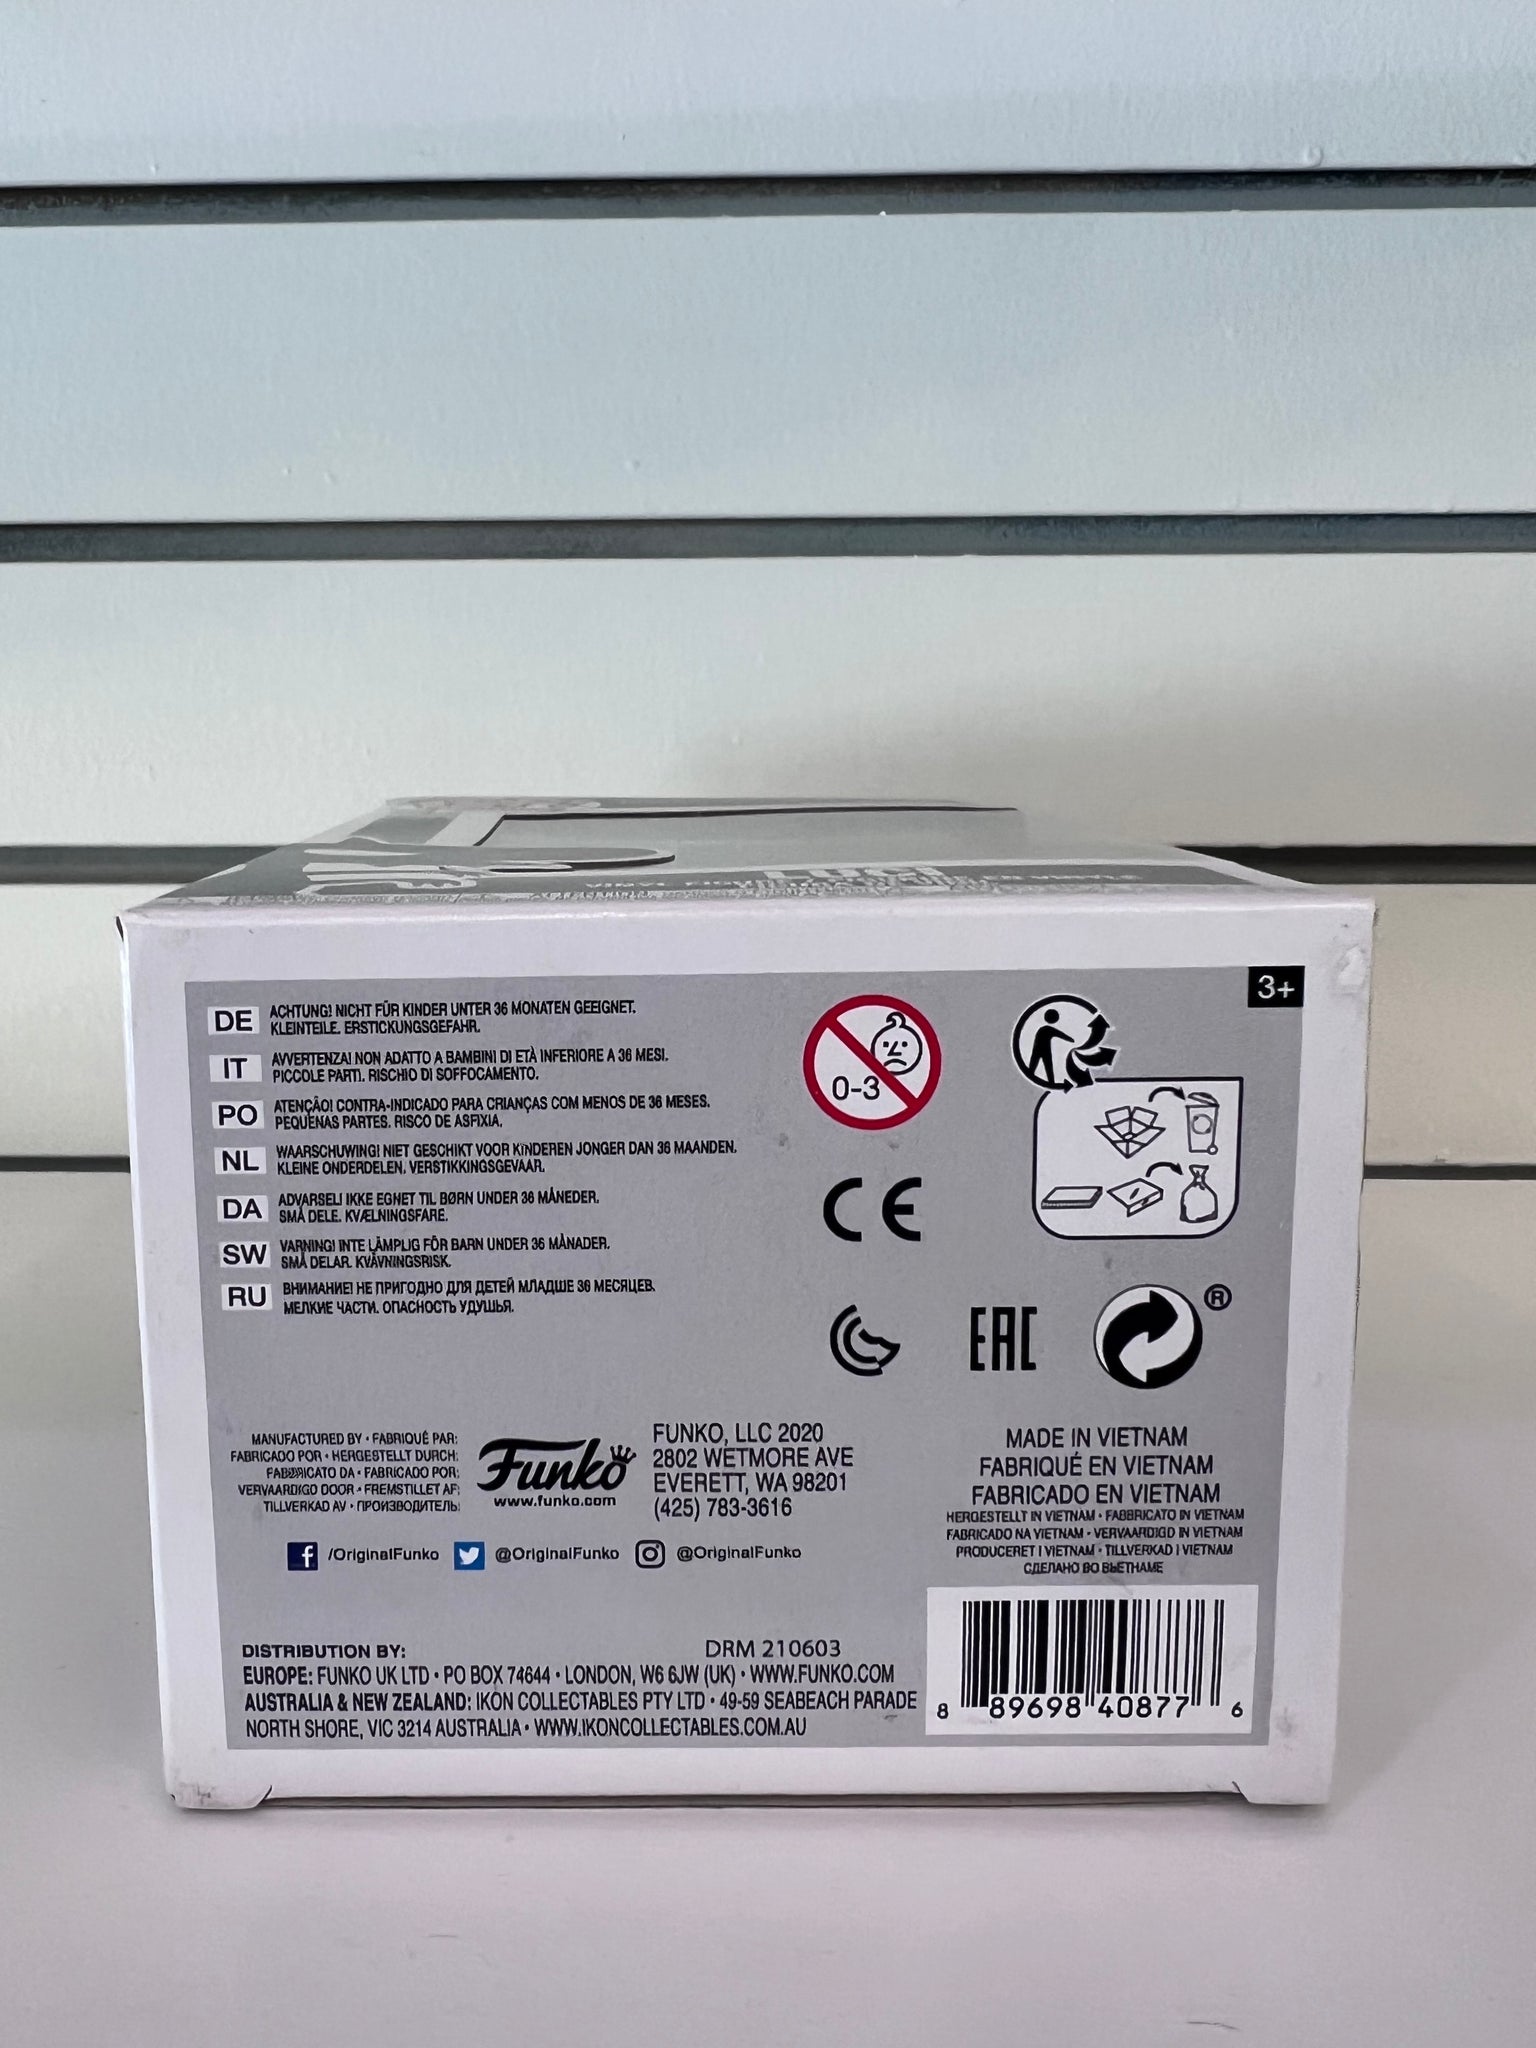 LUCI
VINYL FIGURE
3+
DE ACHTUNG! NICHT FÜR KINDER UNTER 36 MONATEN GEEIGNET.
KLEINTEILE. ERSTICKUNGSGEFAHR.
IT AVVERTENZA! NON ADATTO A BAMBINI DI ETÀ INFERIORE A 36 MESI.
PICCOLE PARTI. RISCHIO DI SOFFOCAMENTO.
PO ATENÇÃO! CONTRA-INDICADO PARA CRIANÇAS COM MENOS DE 36 MESES.
PEQUENAS PARTES. RISCO DE ASFIXIA.
NL WAARSCHUWING! NIET GESCHIKT VOOR KINDEREN JONGER DAN 36 MAANDEN.
KLEINE ONDERDELEN. VERSTIKKINGSGEVAAR.
DA ADVARSEL! IKKE EGNET TIL BØRN UNDER 36 MÅNEDER.
SMÅ DELE. KVÆLNINGSFARE.
SW VARNING! INTE LÄMPLIG FÖR BARN UNDER 36 MÅNADER.
SMÅ DELAR. KVÄVNINGSRISK.
RU ВНИМАНИЕ! НЕ ПРИГОДНО ДЛЯ ДЕТЕЙ МЛАДШЕ 36 МЕСЯЦЕВ.
МЕЛКИЕ ЧАСТИ. ОПАСНОСТЬ УДУШЬЯ.
0-3
CE
EAC
®
MANUFACTURED BY • FABRIQUÉ PAR:
FABRICADO POR • HERGESTELLT DURCH:
FABBRICATO DA • FABRICADO POR:
VERVAARDIGD DOOR • FREMSTILLET AF:
TILLVERKAD AV • ПРОИЗВОДИТЕЛЬ:
Funko
www.funko.com
FUNKO, LLC 2020
2802 WETMORE AVE
EVERETT, WA 98201
(425) 783-3616
MADE IN VIETNAM
FABRIQUÉ EN VIETNAM
FABRICADO EN VIETNAM
HERGESTELLT IN VIETNAM • FABBRICATO IN VIETNAM
FABRICADO NA VIETNAM • VERVAARDIGD IN VIETNAM
PRODUCERET I VIETNAM • TILLVERKAD I VIETNAM
СДЕЛАНО ВО ВЬЕТНАМЕ
/OriginalFunko @OriginalFunko @OriginalFunko
DISTRIBUTION BY: DRM 210603
EUROPE: FUNKO UK LTD • PO BOX 74644 • LONDON, W6 6JW (UK) • WWW.FUNKO.COM
AUSTRALIA & NEW ZEALAND: IKON COLLECTABLES PTY LTD • 49-59 SEABEACH PARADE
NORTH SHORE, VIC 3214 AUSTRALIA • WWW.IKONCOLLECTABLES.COM.AU
8 89698 40877 6